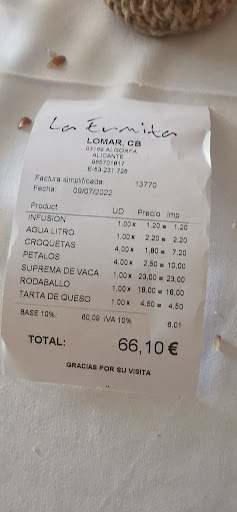 La Ermita
LOMAR, CB
03169 ALGORFA
ALICANTE
E-53 231 728
Factura simplificada: 13770
Fecha: 09/07/2022
Product UD Precio Imp
INFUSION 1,00x 1,20= 1,20
AGUA LITRO 1,00x 2,20= 2,20
CROQUETAS 4,00x 1,80= 7,20
PETALOS 4,00x 2,50= 10,00
SUPREMA DE VACA 1,00x 23,00= 23,00
RODABALLO 1,00x 18,00= 18,00
TARTA DE QUESO 1,00x 4,50= 4,50
BASE 10%: 60,09 IVA 10% 6,01
TOTAL: 66,10 €
GRACIAS POR SU VISITA